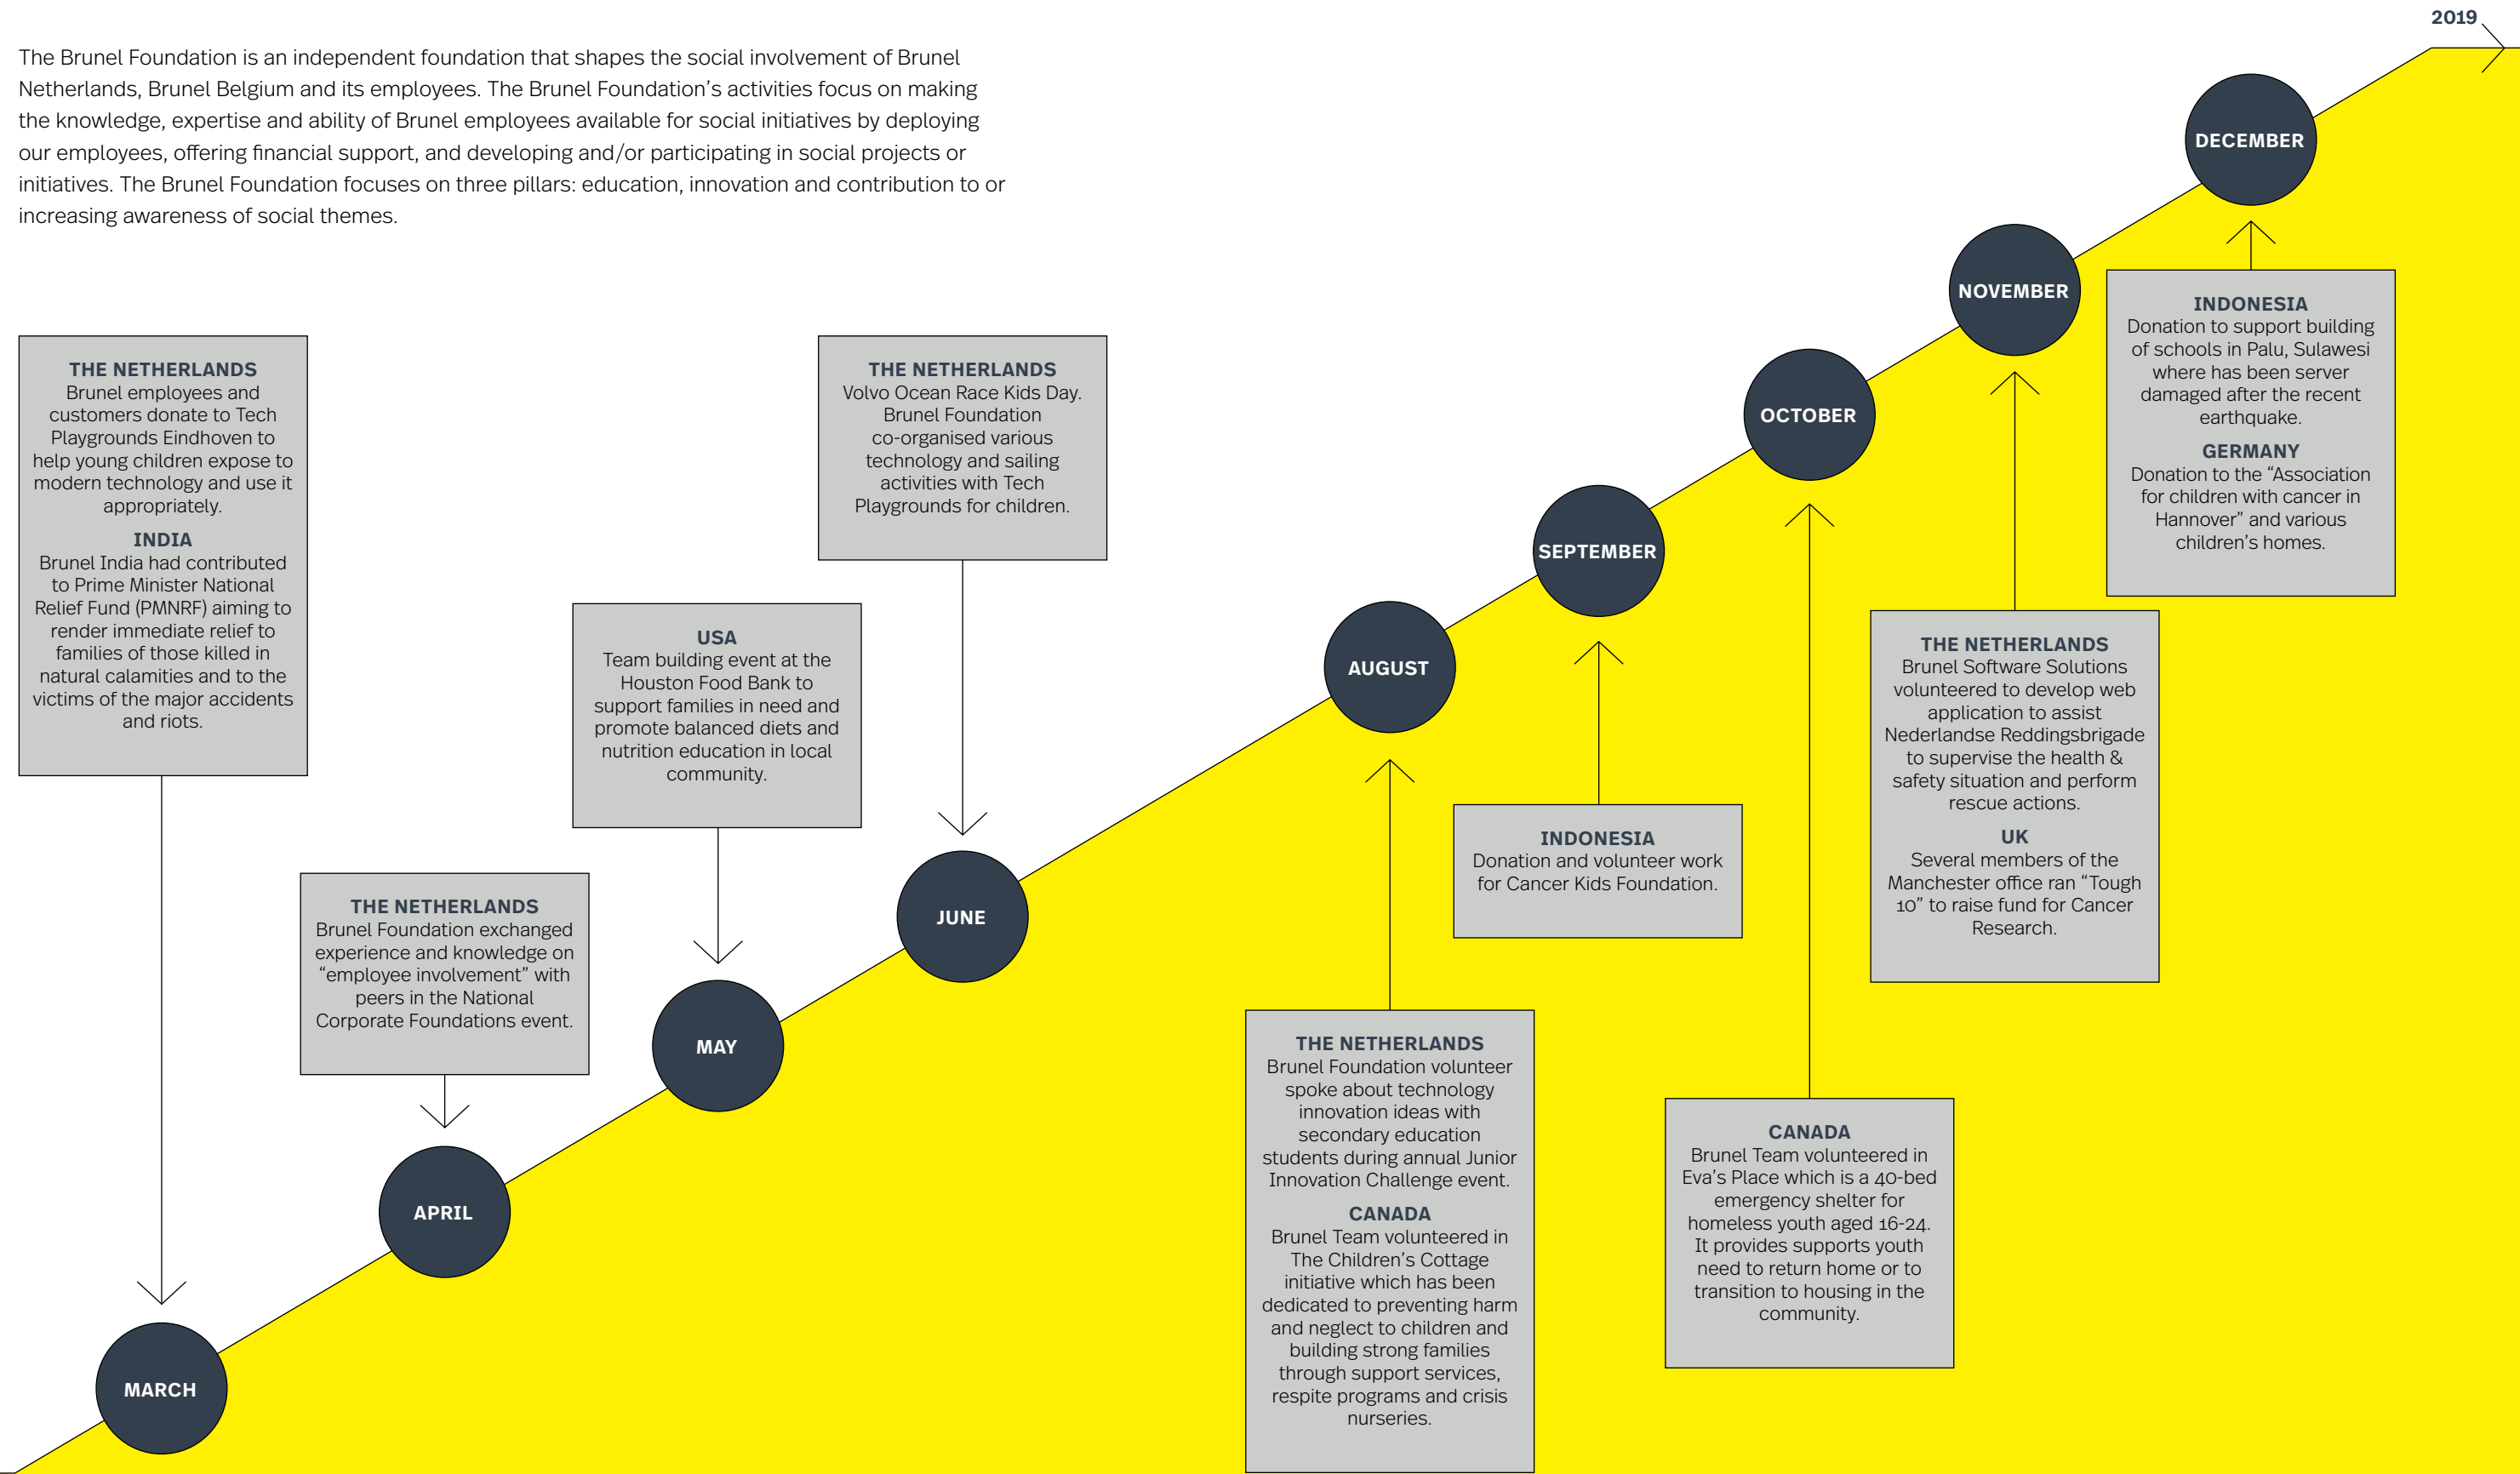 The Brunel Foundation is an independent foundation that shapes the social involvement of Brunel
Netherlands, Brunel Belgium and its employees. The Brunel Foundation's activities focus on making
the knowledge, expertise and ability of Brunel employees available for social initiatives by deploying
our employees, offering financial support, and developing and/or participating in social projects or
initiatives. The Brunel Foundation focuses on three pillars: education, innovation and contribution to or
increasing awareness of social themes.
THE NETHERLANDS
Brunel employees and
customers donate to Tech
Playgrounds Eindhoven to
help young children expose to
modern technology and use it
appropriately.
INDIA
Brunel India had contributed
to Prime Minister National
Relief Fund (PMNRF) aiming to
render immediate relief to
families of those killed in
natural calamities and to the
victims of the major accidents
and riots.
MARCH
THE NETHERLANDS
Brunel Foundation exchanged
experience and knowledge on
“employee involvement” with
peers in the National
Corporate Foundations event.
APRIL
USA
Team building event at the
Houston Food Bank to
support families in need and
promote balanced diets and
nutrition education in local
community.
MAY
THE NETHERLANDS
Volvo Ocean Race Kids Day.
Brunel Foundation
co-organised various
technology and sailing
activities with Tech
Playgrounds for children.
JUNE
AUGUST
THE NETHERLANDS
Brunel Foundation volunteer
spoke about technology
innovation ideas with
secondary education
students during annual Junior
Innovation Challenge event.
CANADA
Brunel Team volunteered in
The Children's Cottage
initiative which has been
dedicated to preventing harm
and neglect to children and
building strong families
through support services,
respite programs and crisis
nurseries.
SEPTEMBER
INDONESIA
Donation and volunteer work
for Cancer Kids Foundation.
OCTOBER
CANADA
Brunel Team volunteered in
Eva's Place which is a 40-bed
emergency shelter for
homeless youth aged 16-24.
It provides supports youth
need to return home or to
transition to housing in the
community.
NOVEMBER
THE NETHERLANDS
Brunel Software Solutions
volunteered to develop web
application to assist
Nederlandse Reddingsbrigade
to supervise the health &
safety situation and perform
rescue actions.
UK
Several members of the
Manchester office ran “Tough
10” to raise fund for Cancer
Research.
DECEMBER
INDONESIA
Donation to support building
of schools in Palu, Sulawesi
where has been server
damaged after the recent
earthquake.
GERMANY
Donation to the “Association
for children with cancer in
Hannover” and various
children's homes.
2019